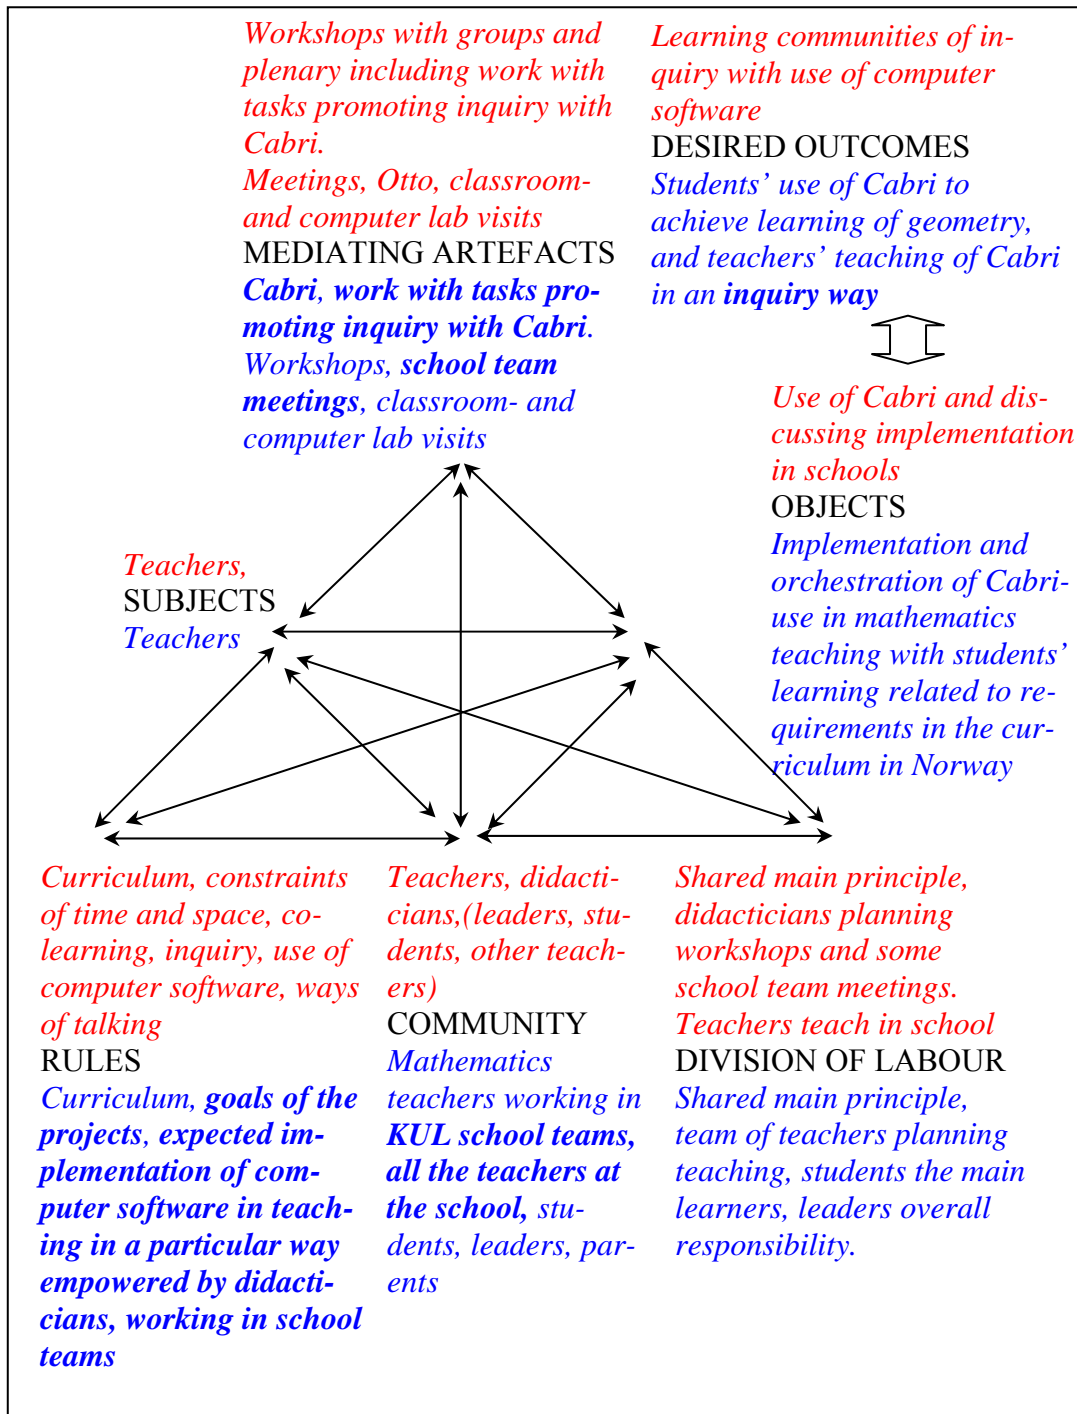 Workshops with groups and
plenary including work with
tasks promoting inquiry with
Cabri.
Meetings, Otto, classroom-
and computer lab visits
MEDIATING ARTEFACTS
Cabri, work with tasks pro-
moting inquiry with Cabri.
Workshops, school team
meetings, classroom- and
computer lab visits
Learning communities of in-
quiry with use of computer
software
DESIRED OUTCOMES
Students’ use of Cabri to
achieve learning of geometry,
and teachers’ teaching of Cabri
in an inquiry way
Use of Cabri and dis-
cussing implementation
in schools
OBJECTS
Implementation and
orchestration of Cabri-
use in mathematics
teaching with students’
learning related to re-
quirements in the cur-
riculum in Norway
Teachers,
SUBJECTS
Teachers
Curriculum, constraints
of time and space, co-
learning, inquiry, use of
computer software, ways
of talking
RULES
Curriculum, goals of the
projects, expected im-
plementation of com-
puter software in teach-
ing in a particular way
empowered by didacti-
cians, working in school
teams
Teachers, didacti-
cians,(leaders, stu-
dents, other teach-
ers)
COMMUNITY
Mathematics
teachers working in
KUL school teams,
all the teachers at
the school, stu-
dents, leaders, par-
ents
Shared main principle,
didacticians planning
workshops and some
school team meetings.
Teachers teach in school
DIVISION OF LABOUR
Shared main principle,
team of teachers planning
teaching, students the main
learners, leaders overall
responsibility.